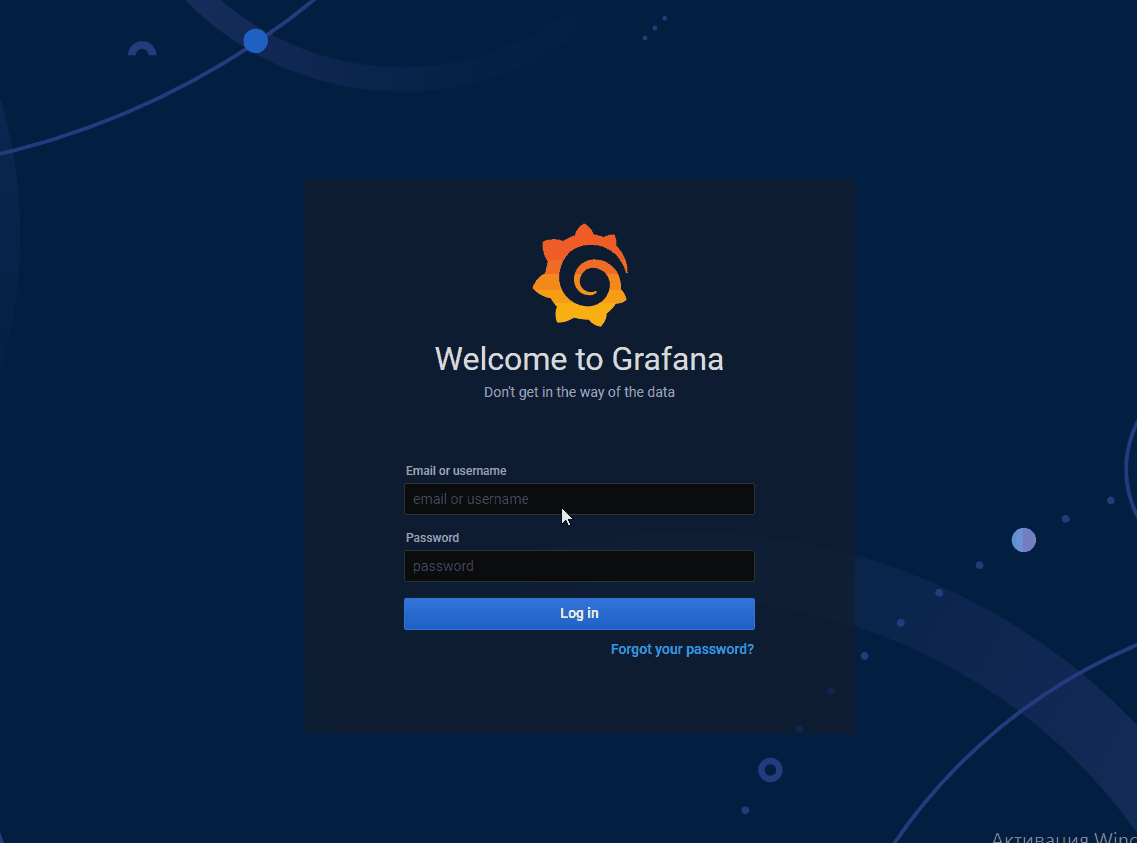 Welcome to Grafana
Don't get in the way of the data
Email or username
email or username
Password
password
Log in
Forgot your password?
Активация